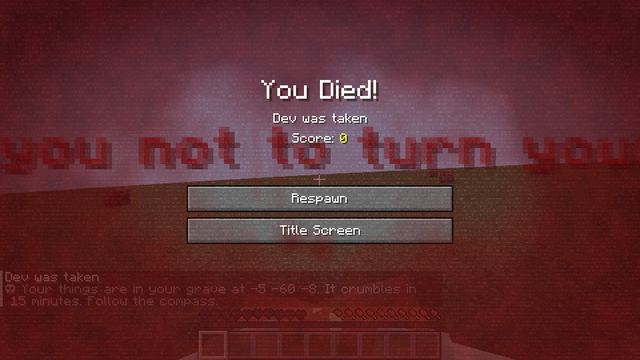 You Died!
Dev was taken
Score: 0
you not to turn you
Respawn
Title Screen
Dev was taken
Your things are in your grave at -5 -60 -8. It crumbles in
15 minutes. Follow the compass.